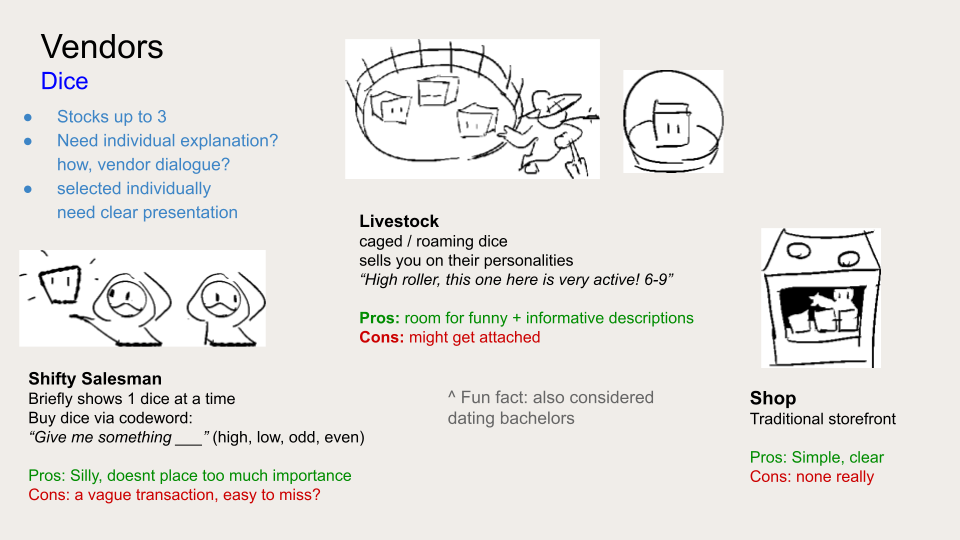 Vendors
Dice
● Stocks up to 3
● Need individual explanation?
how, vendor dialogue?
● selected individually
need clear presentation
Livestock
caged / roaming dice
sells you on their personalities
“High roller, this one here is very active! 6-9”
Pros: room for funny + informative descriptions
Cons: might get attached
Shifty Salesman
Briefly shows 1 dice at a time
Buy dice via codeword:
“Give me something ___” (high, low, odd, even)
Pros: Silly, doesnt place too much importance
Cons: a vague transaction, easy to miss?
^ Fun fact: also considered
dating bachelors
Shop
Traditional storefront
Pros: Simple, clear
Cons: none really